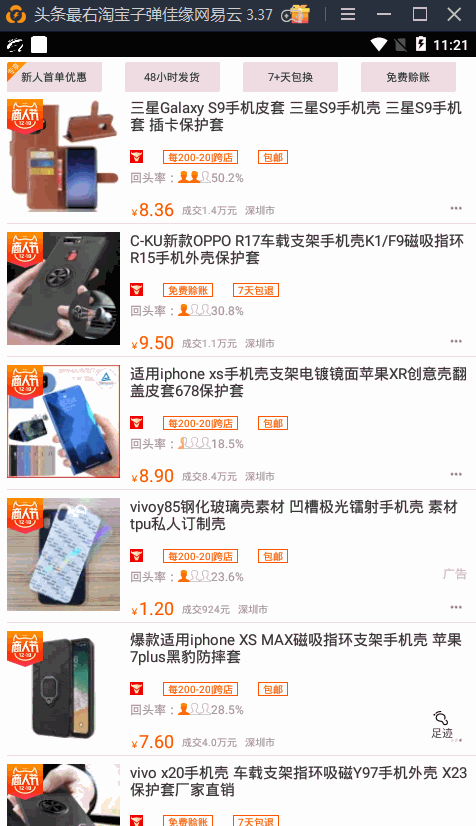 头条最右淘宝子弹佳缘网易云 3.37
11:21
新人首单优惠 48小时发货 7+天包换 免费赊账
商人节
12·12
三星Galaxy S9手机皮套 三星S9手机壳 三星S9手机
套 插卡保护套
每200-20|跨店 包邮
回头率：50.2%
¥8.36 成交1.4万元 深圳市
商人节
12·12
C-KU新款OPPO R17车载支架手机壳K1/F9磁吸指环
R15手机外壳保护套
免费赊账 7天包退
回头率：30.8%
¥9.50 成交1.1万元 深圳市
商人节
12·12
适用iphone xs手机壳支架电镀镜面苹果XR创意壳翻
盖皮套678保护套
每200-20|跨店 包邮
回头率：18.5%
¥8.90 成交8.4万元 深圳市
商人节
12·12
vivoy85钢化玻璃壳素材 凹槽极光镭射手机壳 素材
tpu私人订制壳
每200-20|跨店 包邮
回头率：23.6%
广告
¥1.20 成交924元 深圳市
商人节
12·12
爆款适用iphone XS MAX磁吸指环支架手机壳 苹果
7plus黑豹防摔套
每200-20|跨店 包邮
回头率：28.5%
足迹
¥7.60 成交4.0万元 深圳市
商人节
12·12
vivo x20手机壳 车载支架指环吸磁Y97手机外壳 X23
保护套厂家直销
免费赊账 7天包退